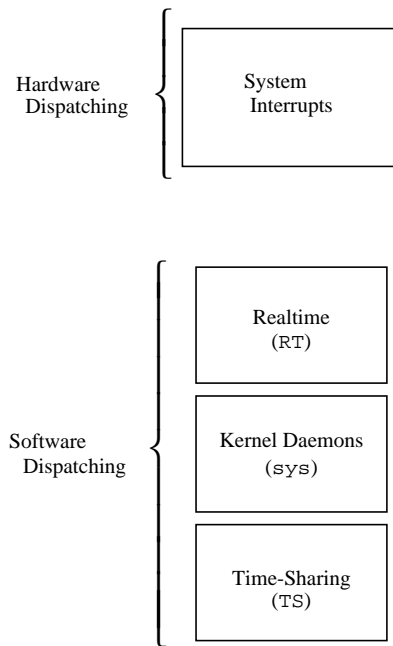 Hardware
Dispatching
System
Interrupts
Software
Dispatching
Realtime
(RT)
Kernel Daemons
(sys)
Time-Sharing
(TS)